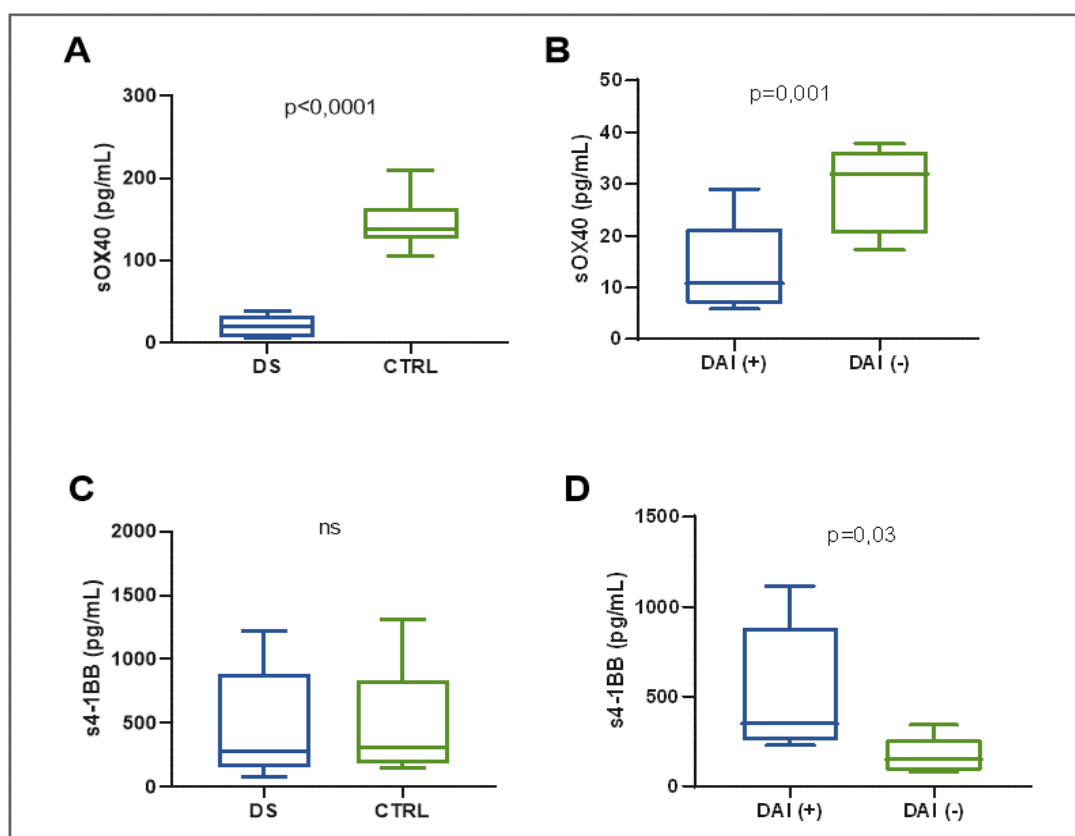 A
sOX40 (pg/mL)
300
200
100
0
p<0,0001
DS CTRL
B
sOX40 (pg/mL)
50
40
30
20
10
0
p=0,001
DAI (+) DAI (-)
C
s4-1BB (pg/mL)
2000
1500
1000
500
0
ns
DS CTRL
D
s4-1BB (pg/mL)
1500
1000
500
0
p=0,03
DAI (+) DAI (-)